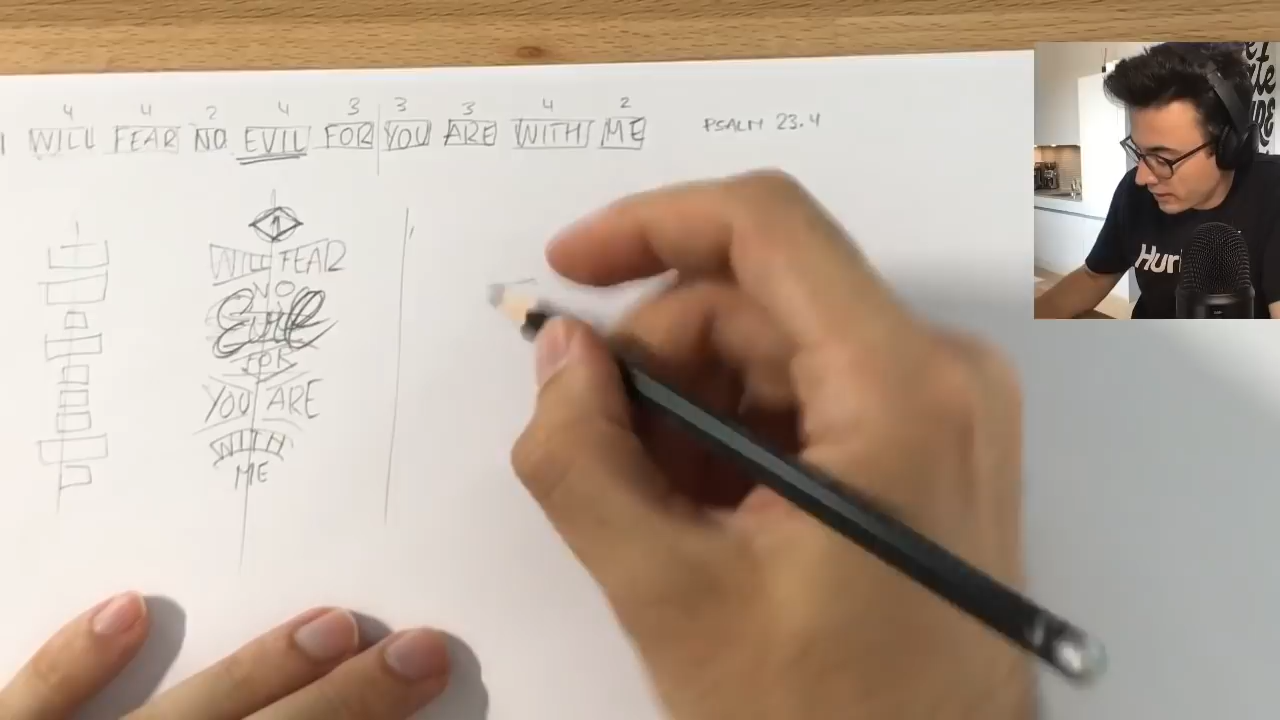 4 4 2 4 3 3 3 4 2
I WILL FEAR NO EVIL FOR YOU ARE WITH ME PSALM 23.4
1
WILL FEAR
NO
Evil
FOR
YOU ARE
WITH
ME